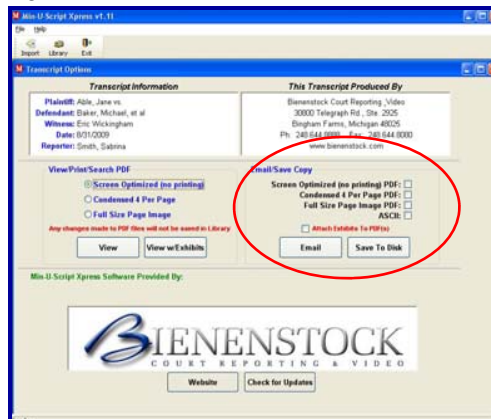 Min-U-Script Xpress v1.11
File Help
Import Library Exit
Transcript Options
Transcript Information
Plaintiff: Able, Jane vs.
Defendant: Baker, Michael, et al
Witness: Eric Wickingham
Date: 8/31/2009
Reporter: Smith, Sabrina
This Transcript Produced By
Bienenstock Court Reporting, Video
30800 Telegraph Rd., Ste. 2925
Bingham Farms, Michigan 48025
Ph: 248.644.8888 Fax: 248.644.8080
www.bienenstock.com
View/Print/Search PDF
Screen Optimized (no printing)
Condensed 4 Per Page
Full Size Page Image
Any changes made to PDF files will not be saved in Library
View View w/Exhibits
Email/Save Copy
Screen Optimized (no printing) PDF:
Condensed 4 Per Page PDF:
Full Size Page Image PDF:
ASCII:
Attach Exhibits To PDF(s)
Email Save To Disk
Min-U-Script Xpress Software Provided By:
BIENENSTOCK
COURT REPORTING & VIDEO
Website Check for Updates